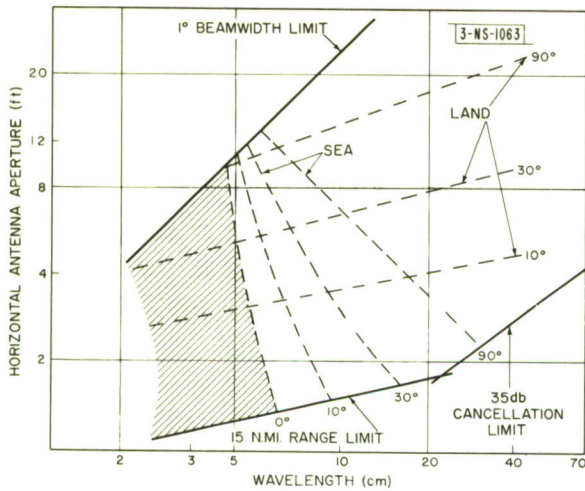 1° BEAMWIDTH LIMIT
3-NS-1063
90°
LAND
SEA
30°
10°
90°
0°
10°
30°
15 N.MI. RANGE LIMIT
35db
CANCELLATION
LIMIT
HORIZONTAL ANTENNA APERTURE (ft)
20
12
8
4
2
2
3
5
10
20
40
70
WAVELENGTH (cm)